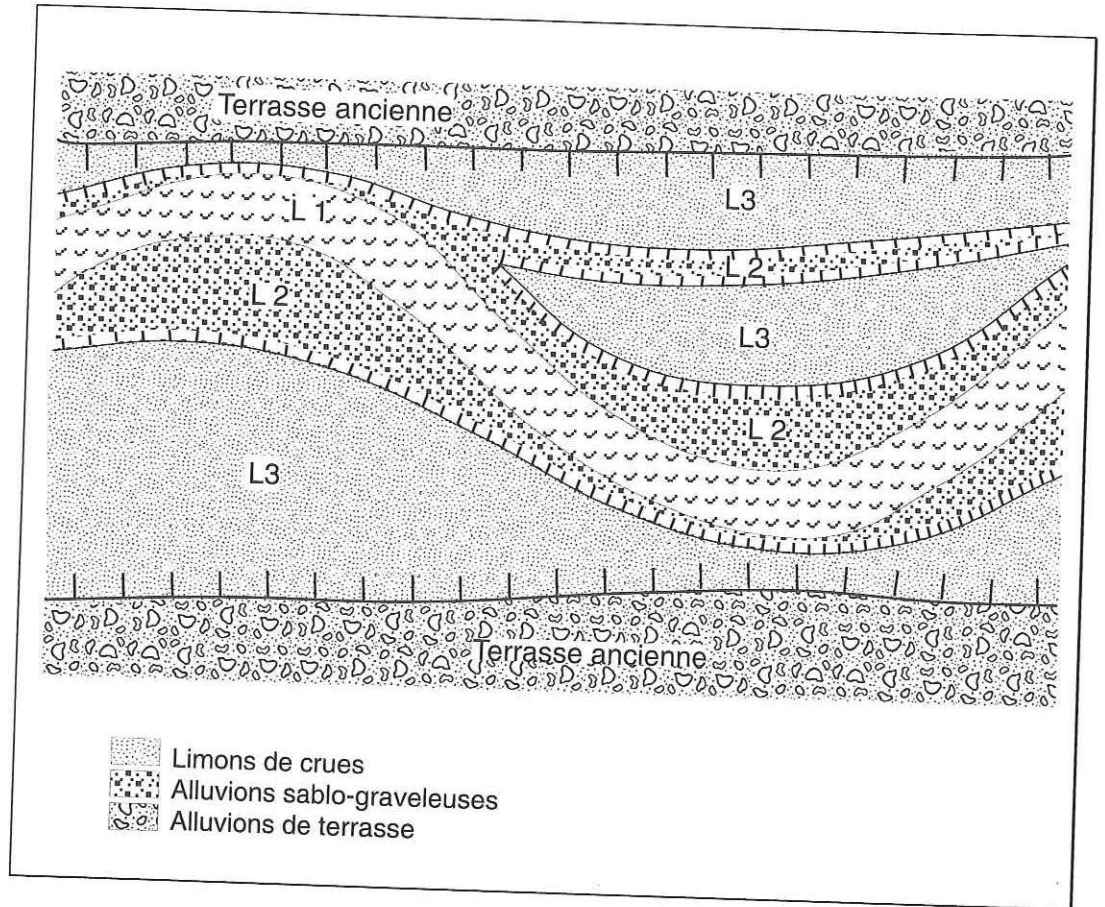 Terrasse ancienne
L3
L 1
L 2
L 2
L3
L 2
L3
Terrasse ancienne
Limons de crues
Alluvions sablo-graveleuses
Alluvions de terrasse